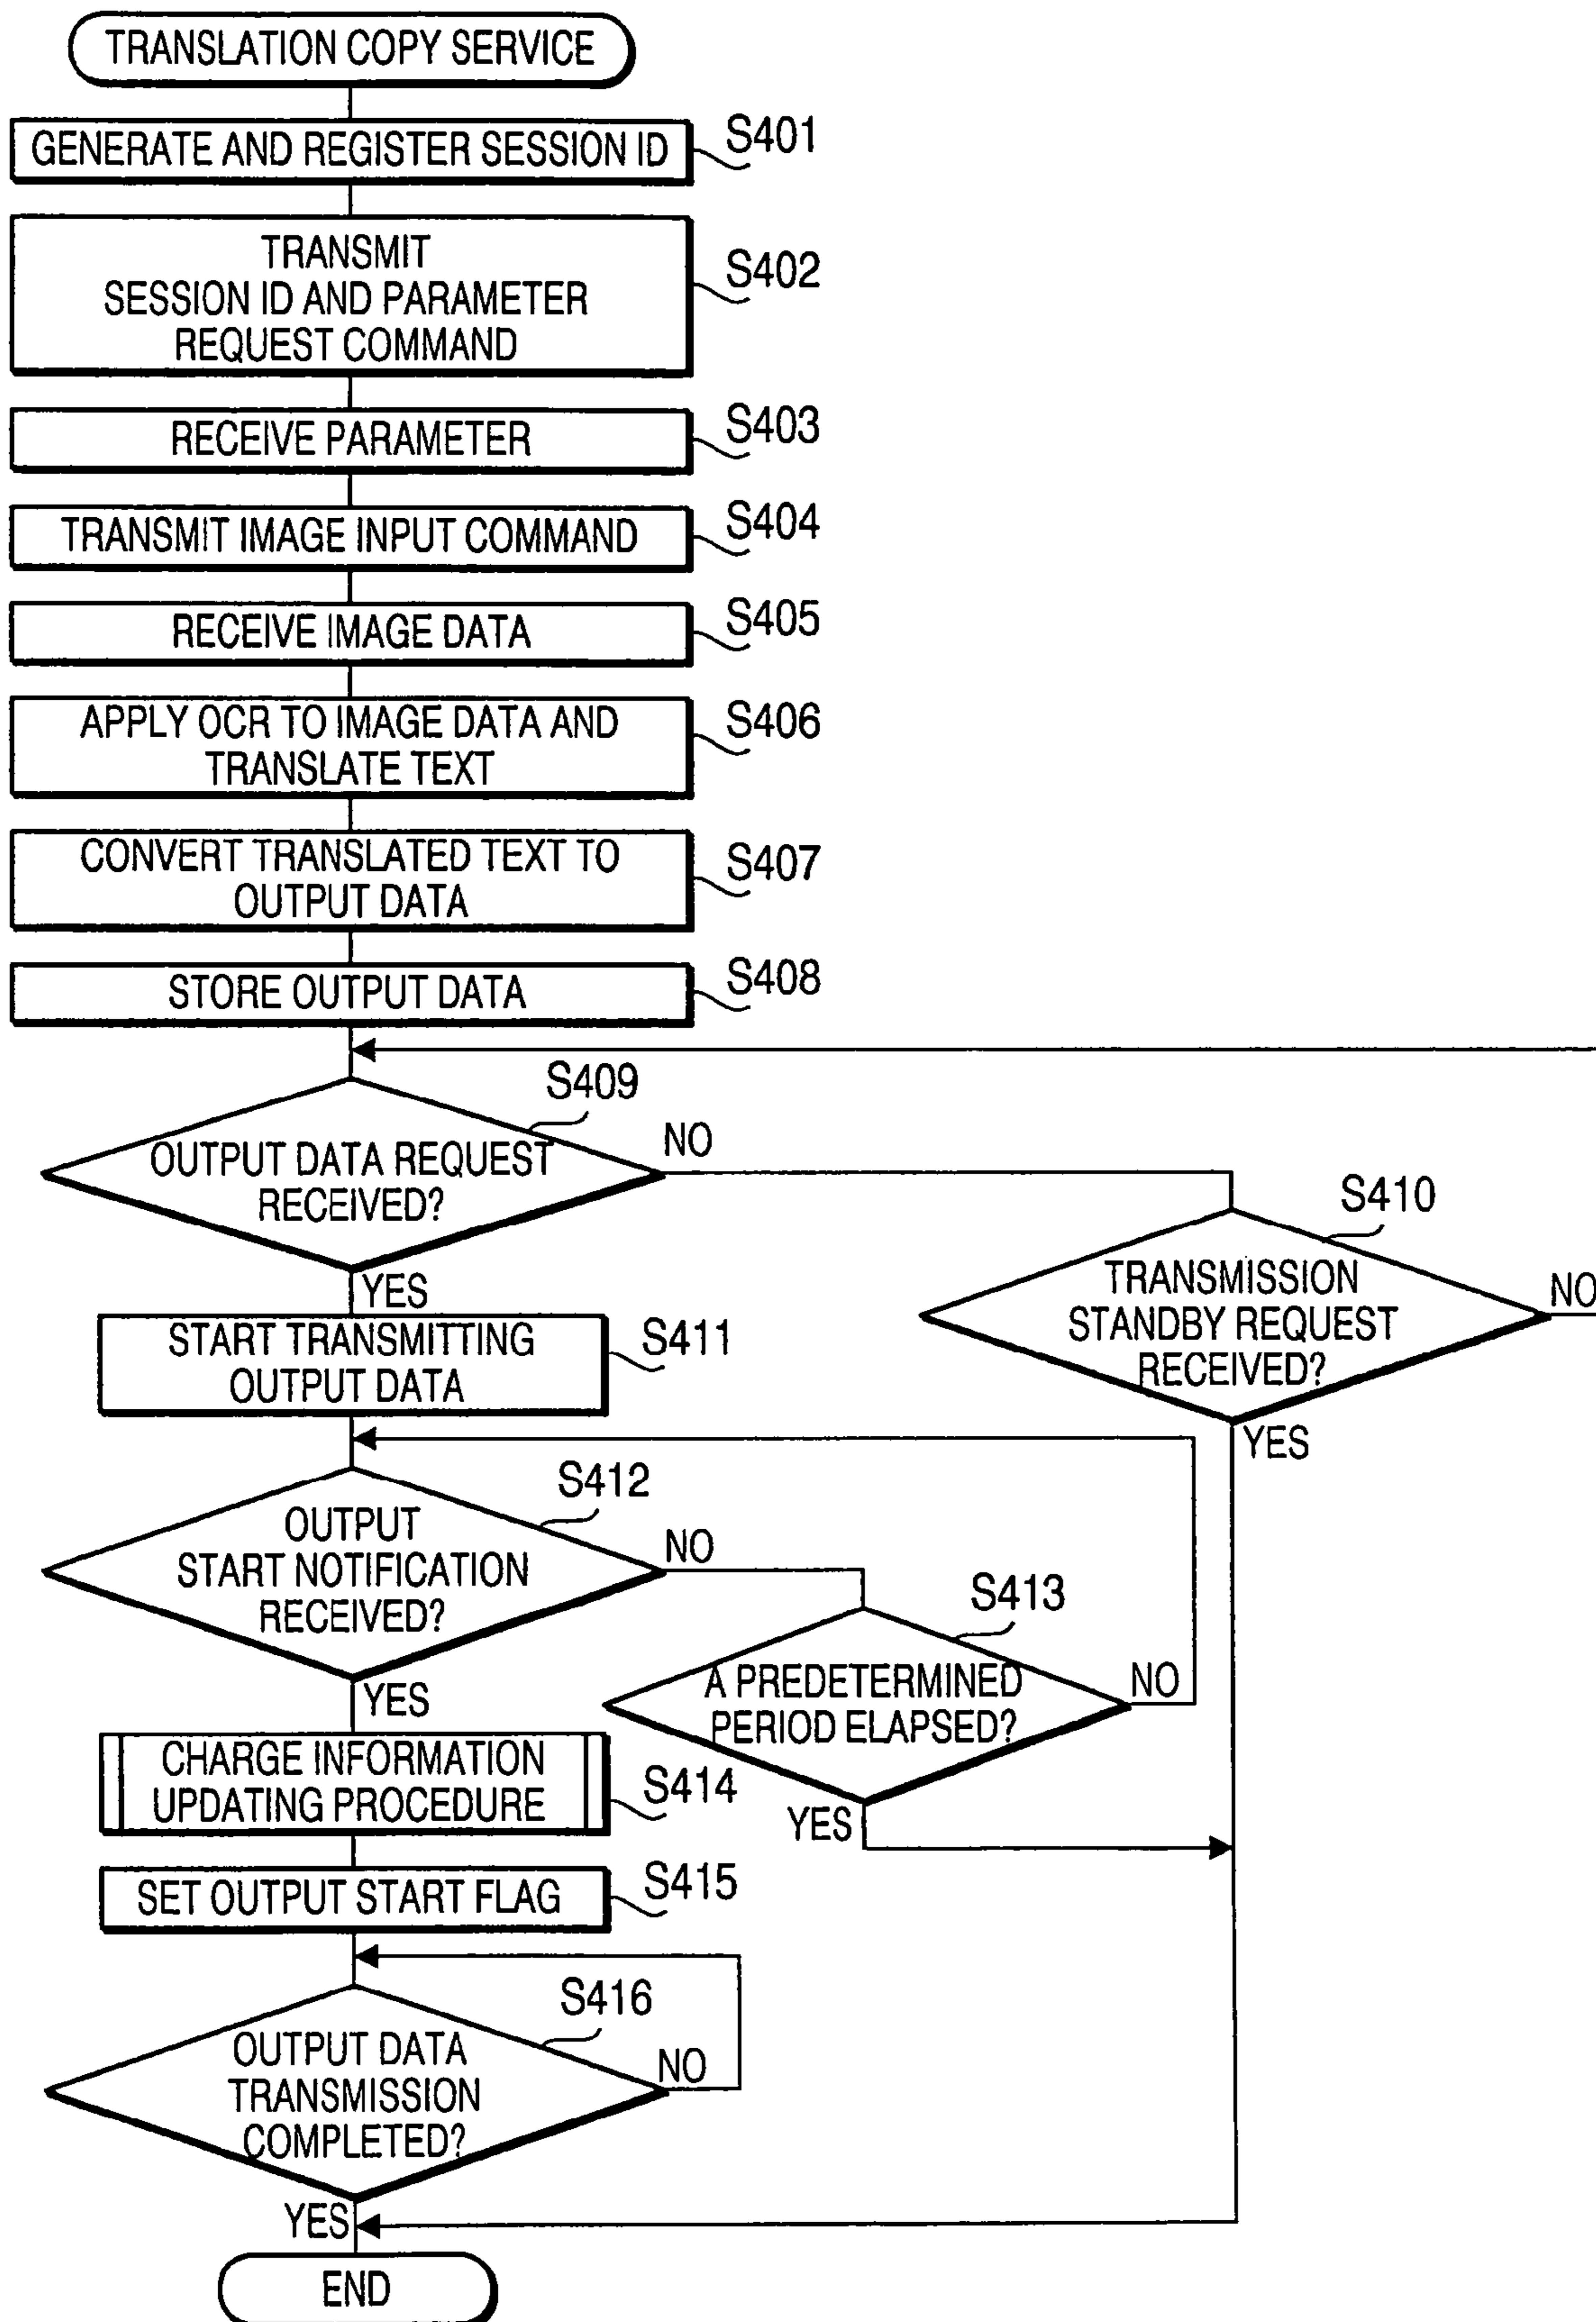 TRANSLATION COPY SERVICE
GENERATE AND REGISTER SESSION ID
S401
TRANSMIT
SESSION ID AND PARAMETER
REQUEST COMMAND
S402
RECEIVE PARAMETER
S403
TRANSMIT IMAGE INPUT COMMAND
S404
RECEIVE IMAGE DATA
S405
APPLY OCR TO IMAGE DATA AND
TRANSLATE TEXT
S406
CONVERT TRANSLATED TEXT TO
OUTPUT DATA
S407
STORE OUTPUT DATA
S408
S409
OUTPUT DATA REQUEST
RECEIVED?
NO
YES
S410
TRANSMISSION
STANDBY REQUEST
RECEIVED?
NO
YES
START TRANSMITTING
OUTPUT DATA
S411
S412
OUTPUT
START NOTIFICATION
RECEIVED?
NO
YES
S413
A PREDETERMINED
PERIOD ELAPSED?
NO
YES
CHARGE INFORMATION
UPDATING PROCEDURE
S414
SET OUTPUT START FLAG
S415
S416
OUTPUT DATA
TRANSMISSION
COMPLETED?
NO
YES
END